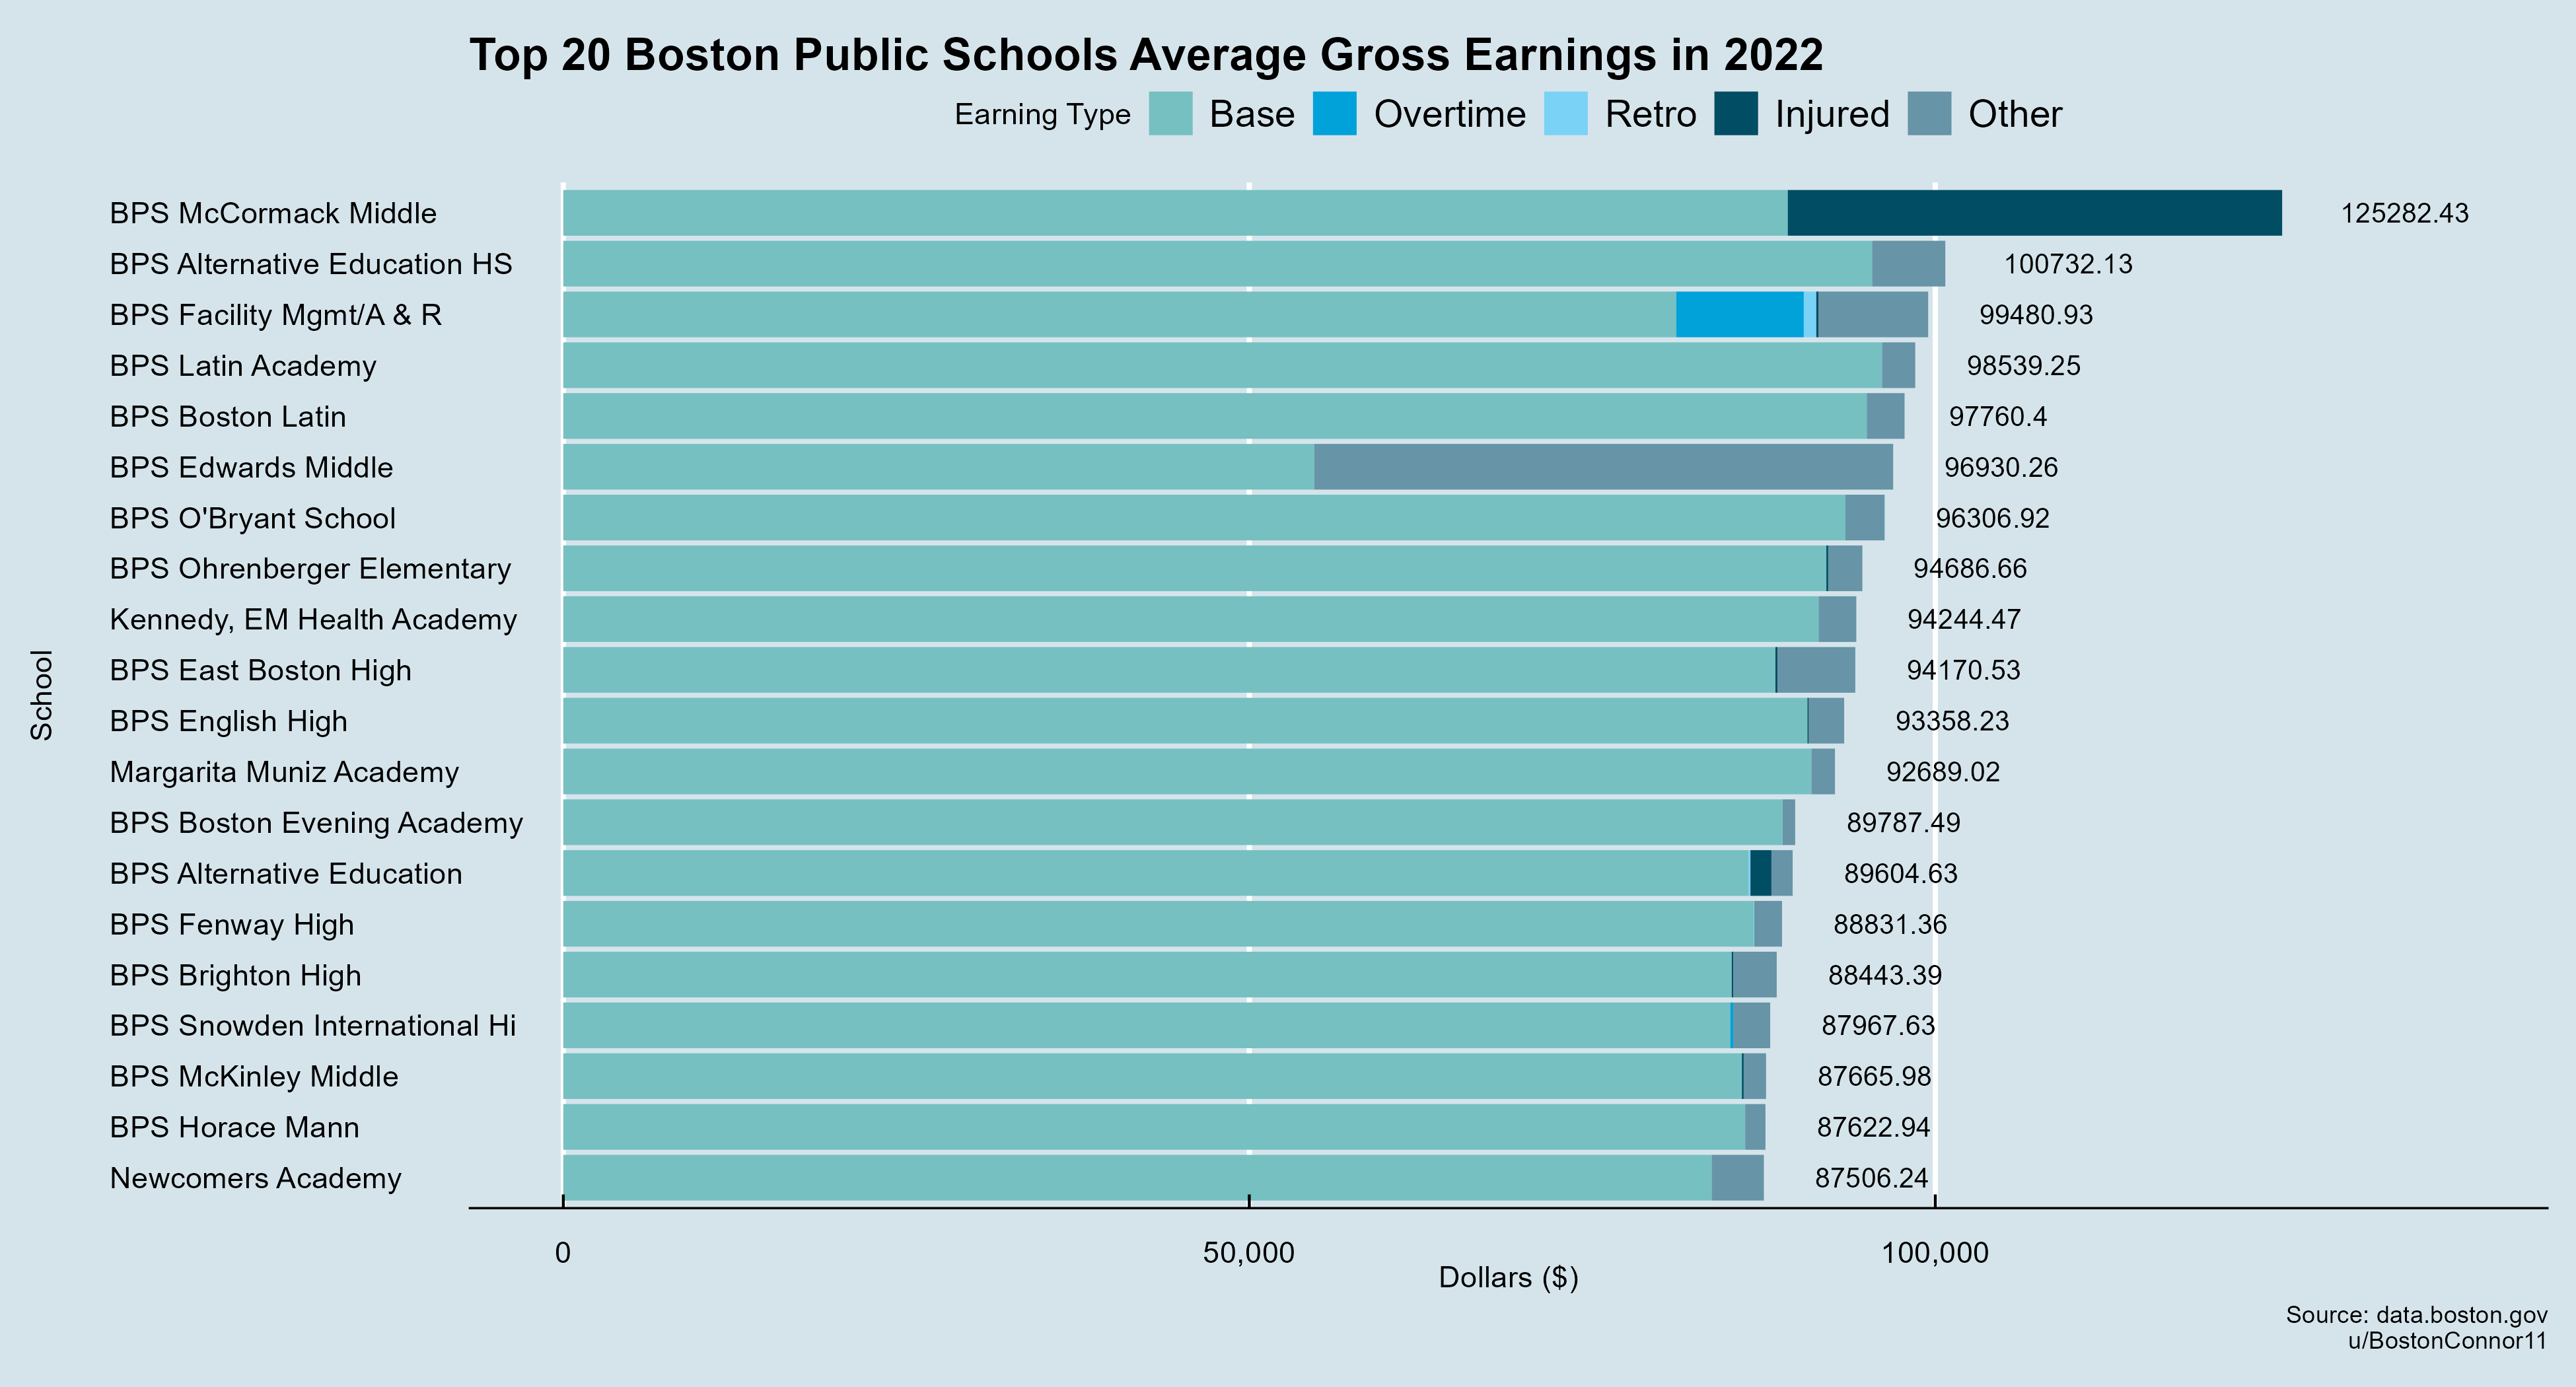 Top 20 Boston Public Schools Average Gross Earnings in 2022
Earning Type Base Overtime Retro Injured Other
BPS McCormack Middle 125282.43
BPS Alternative Education HS 100732.13
BPS Facility Mgmt/A & R 99480.93
BPS Latin Academy 98539.25
BPS Boston Latin 97760.4
BPS Edwards Middle 96930.26
BPS O'Bryant School 96306.92
BPS Ohrenberger Elementary 94686.66
Kennedy, EM Health Academy 94244.47
BPS East Boston High 94170.53
BPS English High 93358.23
Margarita Muniz Academy 92689.02
BPS Boston Evening Academy 89787.49
BPS Alternative Education 89604.63
BPS Fenway High 88831.36
BPS Brighton High 88443.39
BPS Snowden International Hi 87967.63
BPS McKinley Middle 87665.98
BPS Horace Mann 87622.94
Newcomers Academy 87506.24
School
0 50,000 100,000
Dollars ($)
Source: data.boston.gov
u/BostonConnor11